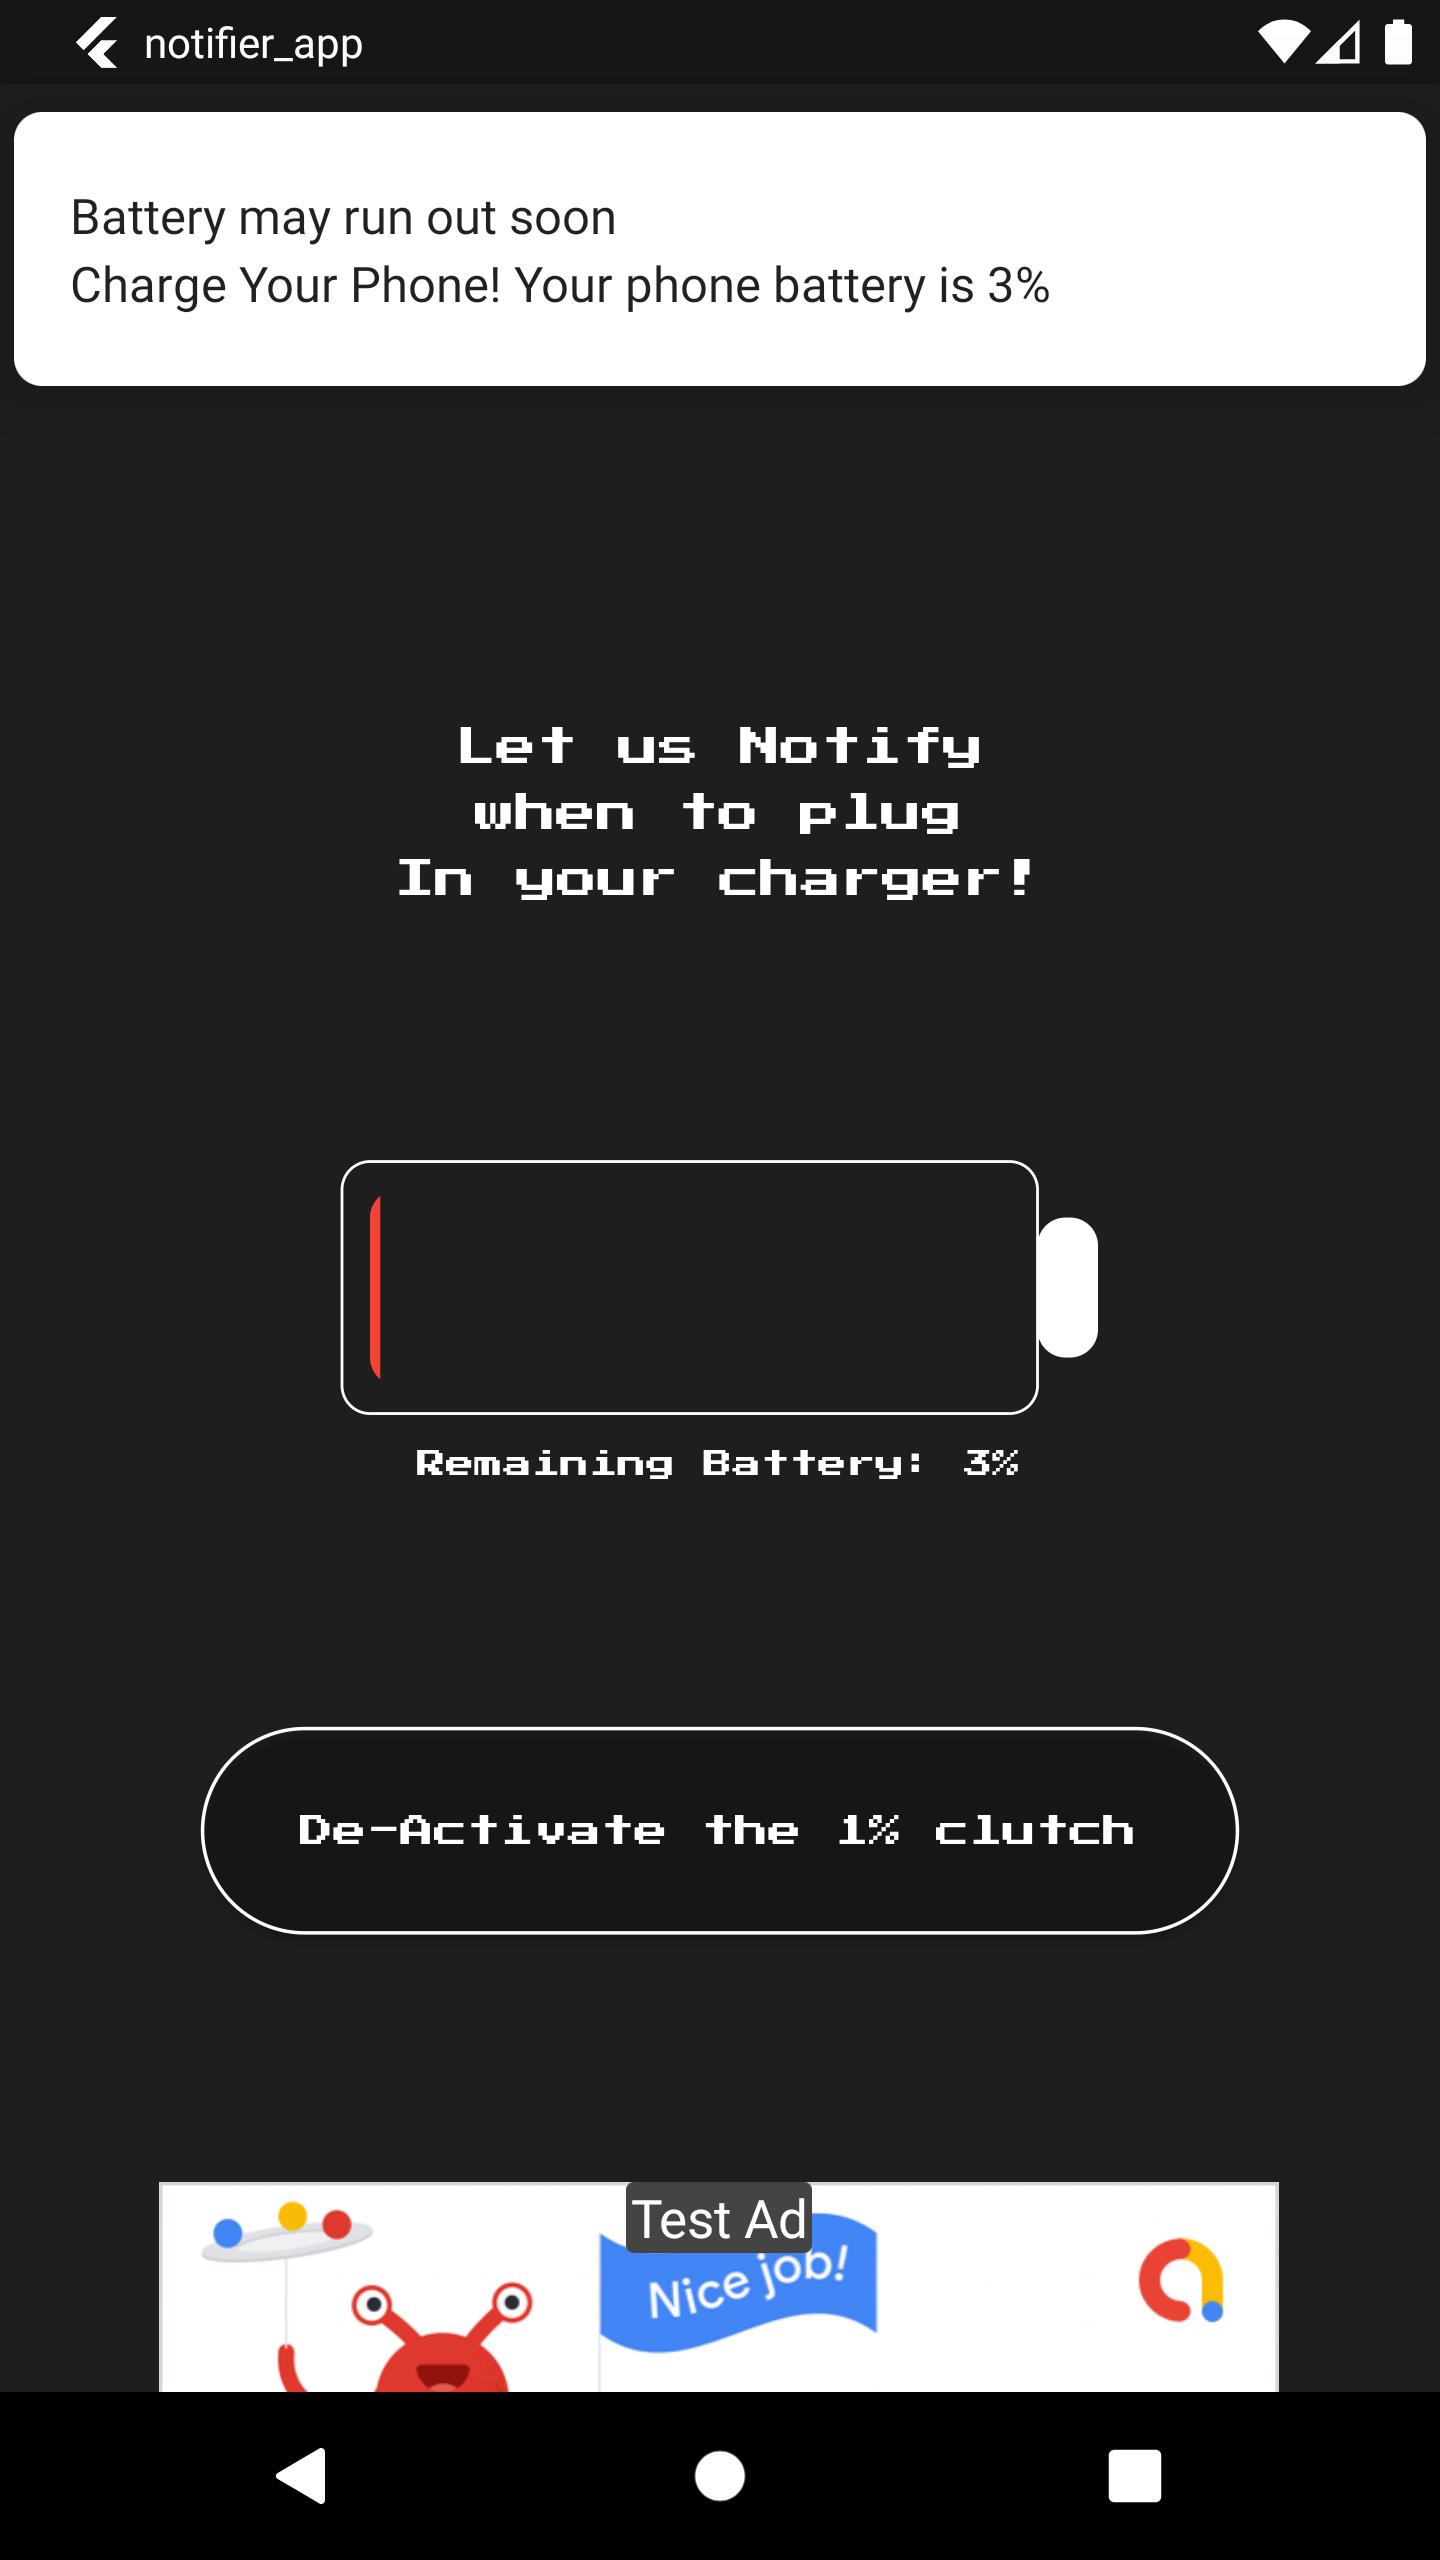 notifier_app
Battery may run out soon
Charge Your Phone! Your phone battery is 3%
Let us Notify
when to plug
In your charger!
Remaining Battery: 3%
De-Activate the 1% clutch
Test Ad
Nice job!